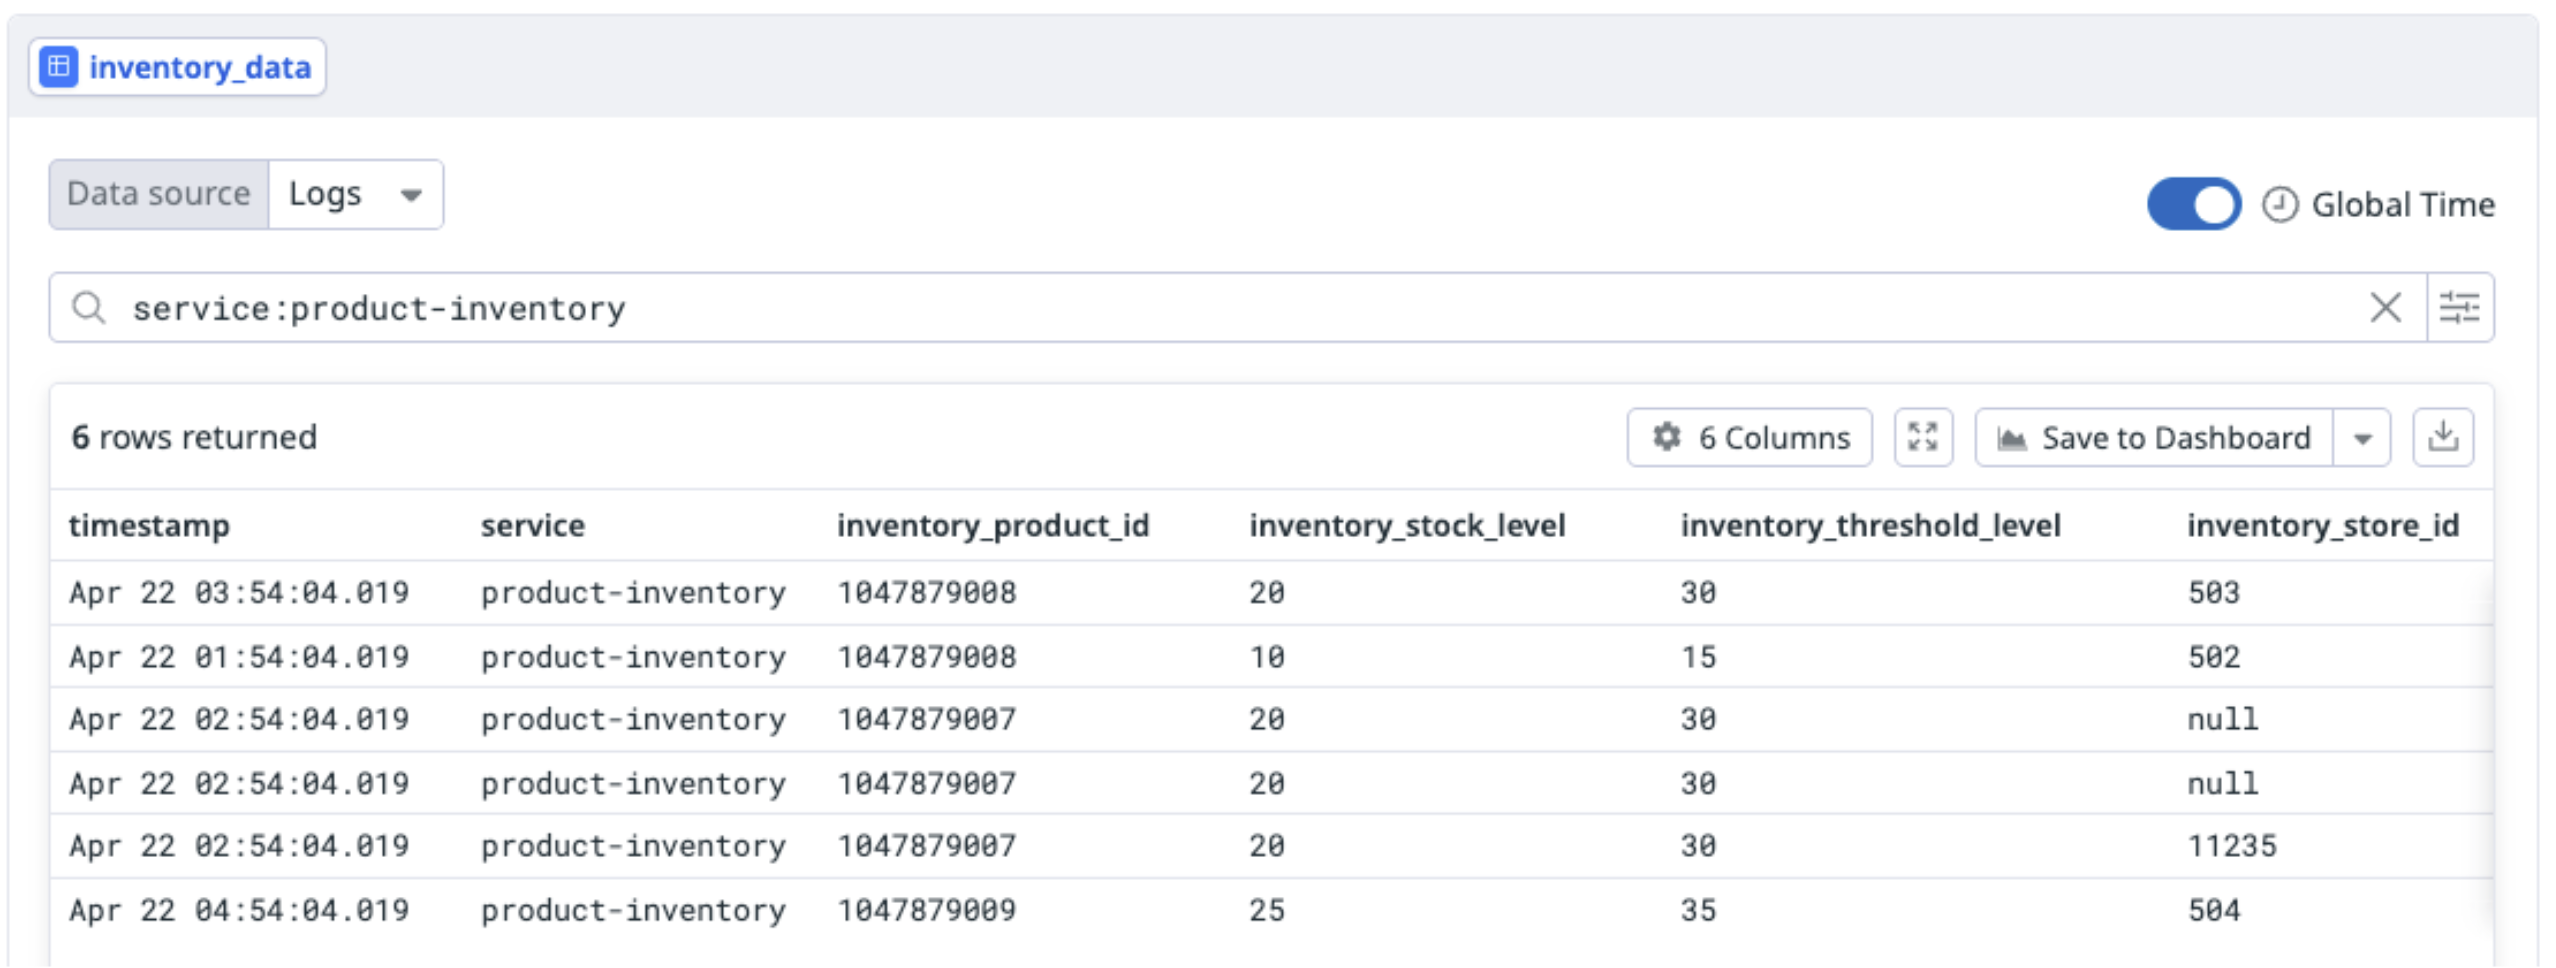 inventory_data
Data source Logs
Global Time
service:product-inventory
6 rows returned
6 Columns
Save to Dashboard
timestamp service inventory_product_id inventory_stock_level inventory_threshold_level inventory_store_id
Apr 22 03:54:04.019 product-inventory 1047879008 20 30 503
Apr 22 01:54:04.019 product-inventory 1047879008 10 15 502
Apr 22 02:54:04.019 product-inventory 1047879007 20 30 null
Apr 22 02:54:04.019 product-inventory 1047879007 20 30 null
Apr 22 02:54:04.019 product-inventory 1047879007 20 30 11235
Apr 22 04:54:04.019 product-inventory 1047879009 25 35 504